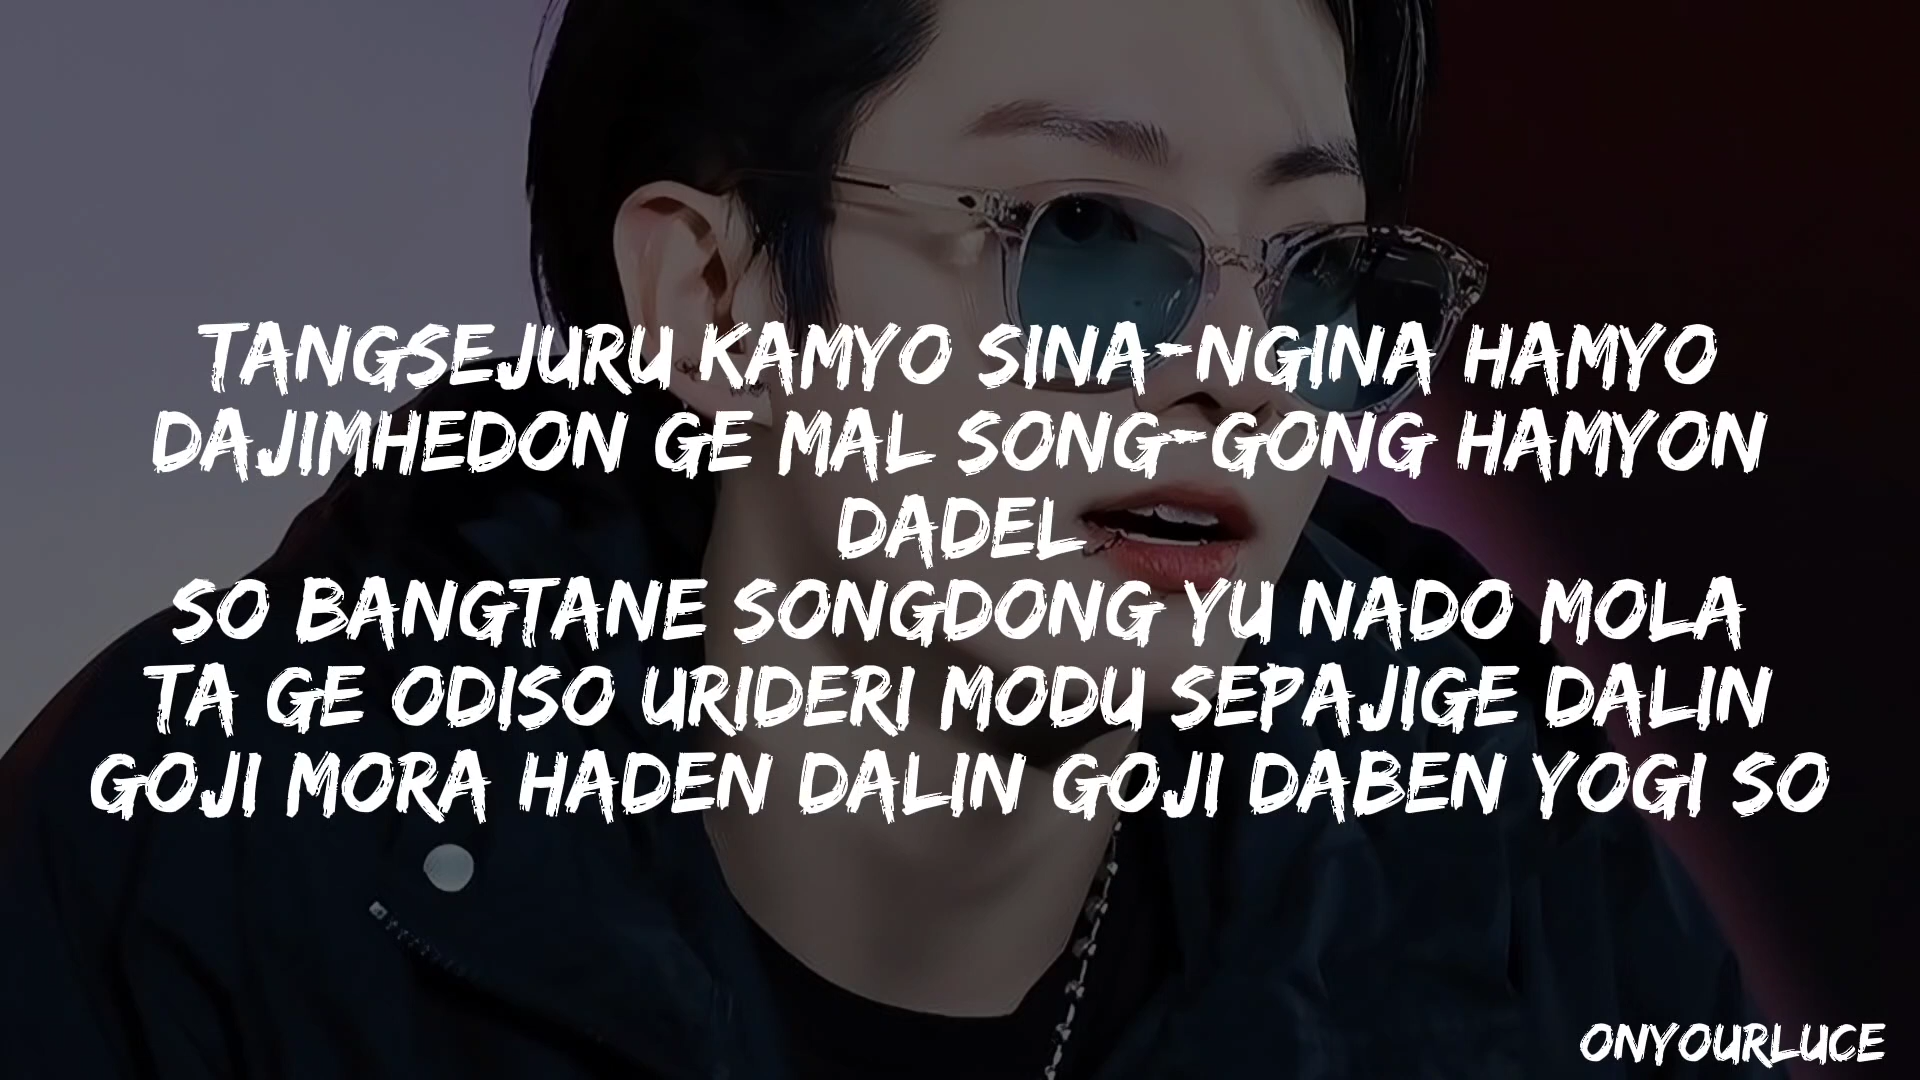 TANGSEJURU KAMYO SINA-NGINA HAMYO
DAJIMHEDON GE MAL SONG-GONG HAMYON
DADEL
SO BANGTANE SONGDONG YU NADO MOLA
TA GE ODISO URIDERI MODU SEPAJIGE DALIN
GOJI MORA HADEN DALIN GOJI DABEN YOGI SO
ONYOURLUCE